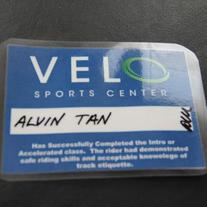 VELO
SPORTS CENTER
ALVIN TAN
Has Successfully Completed the Intro or
Accelerated class. The rider had demonstrated
safe riding skills and acceptable knowelege of
track etiquette.